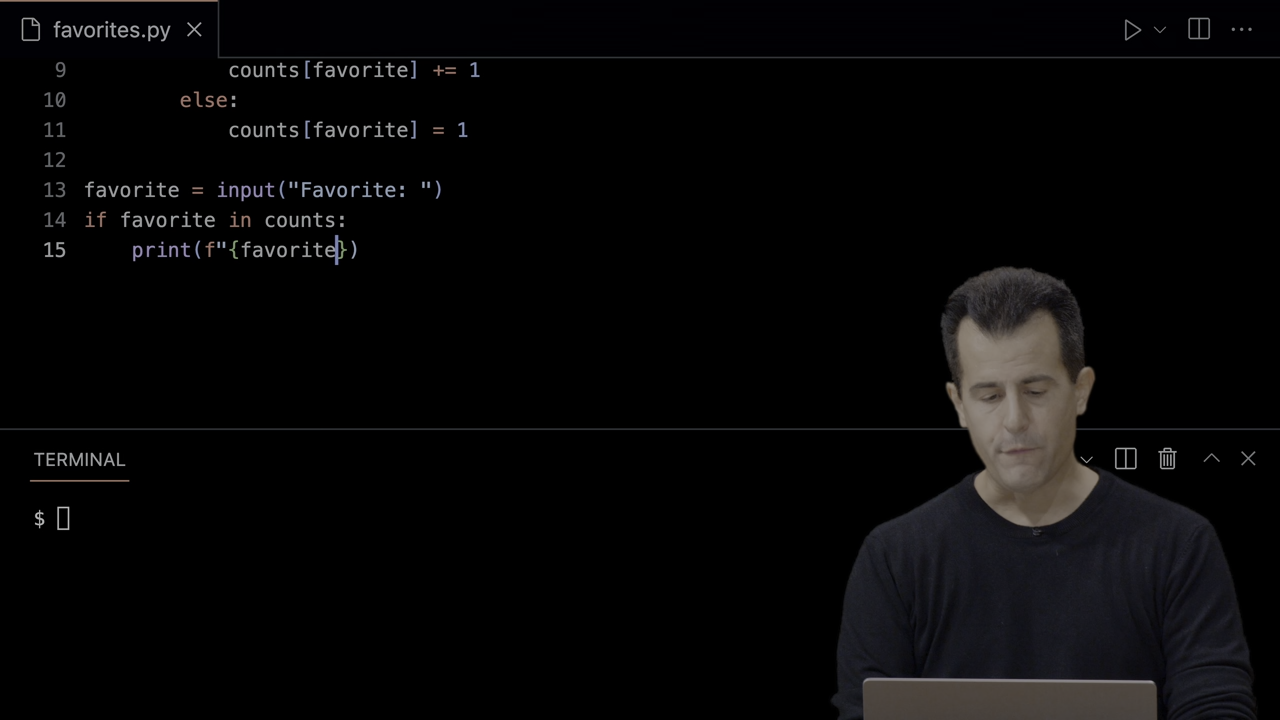 favorites.py
9 counts[favorite] += 1
10 else:
11 counts[favorite] = 1
12
13 favorite = input("Favorite: ")
14 if favorite in counts:
15 print(f"{favorite})
TERMINAL
$